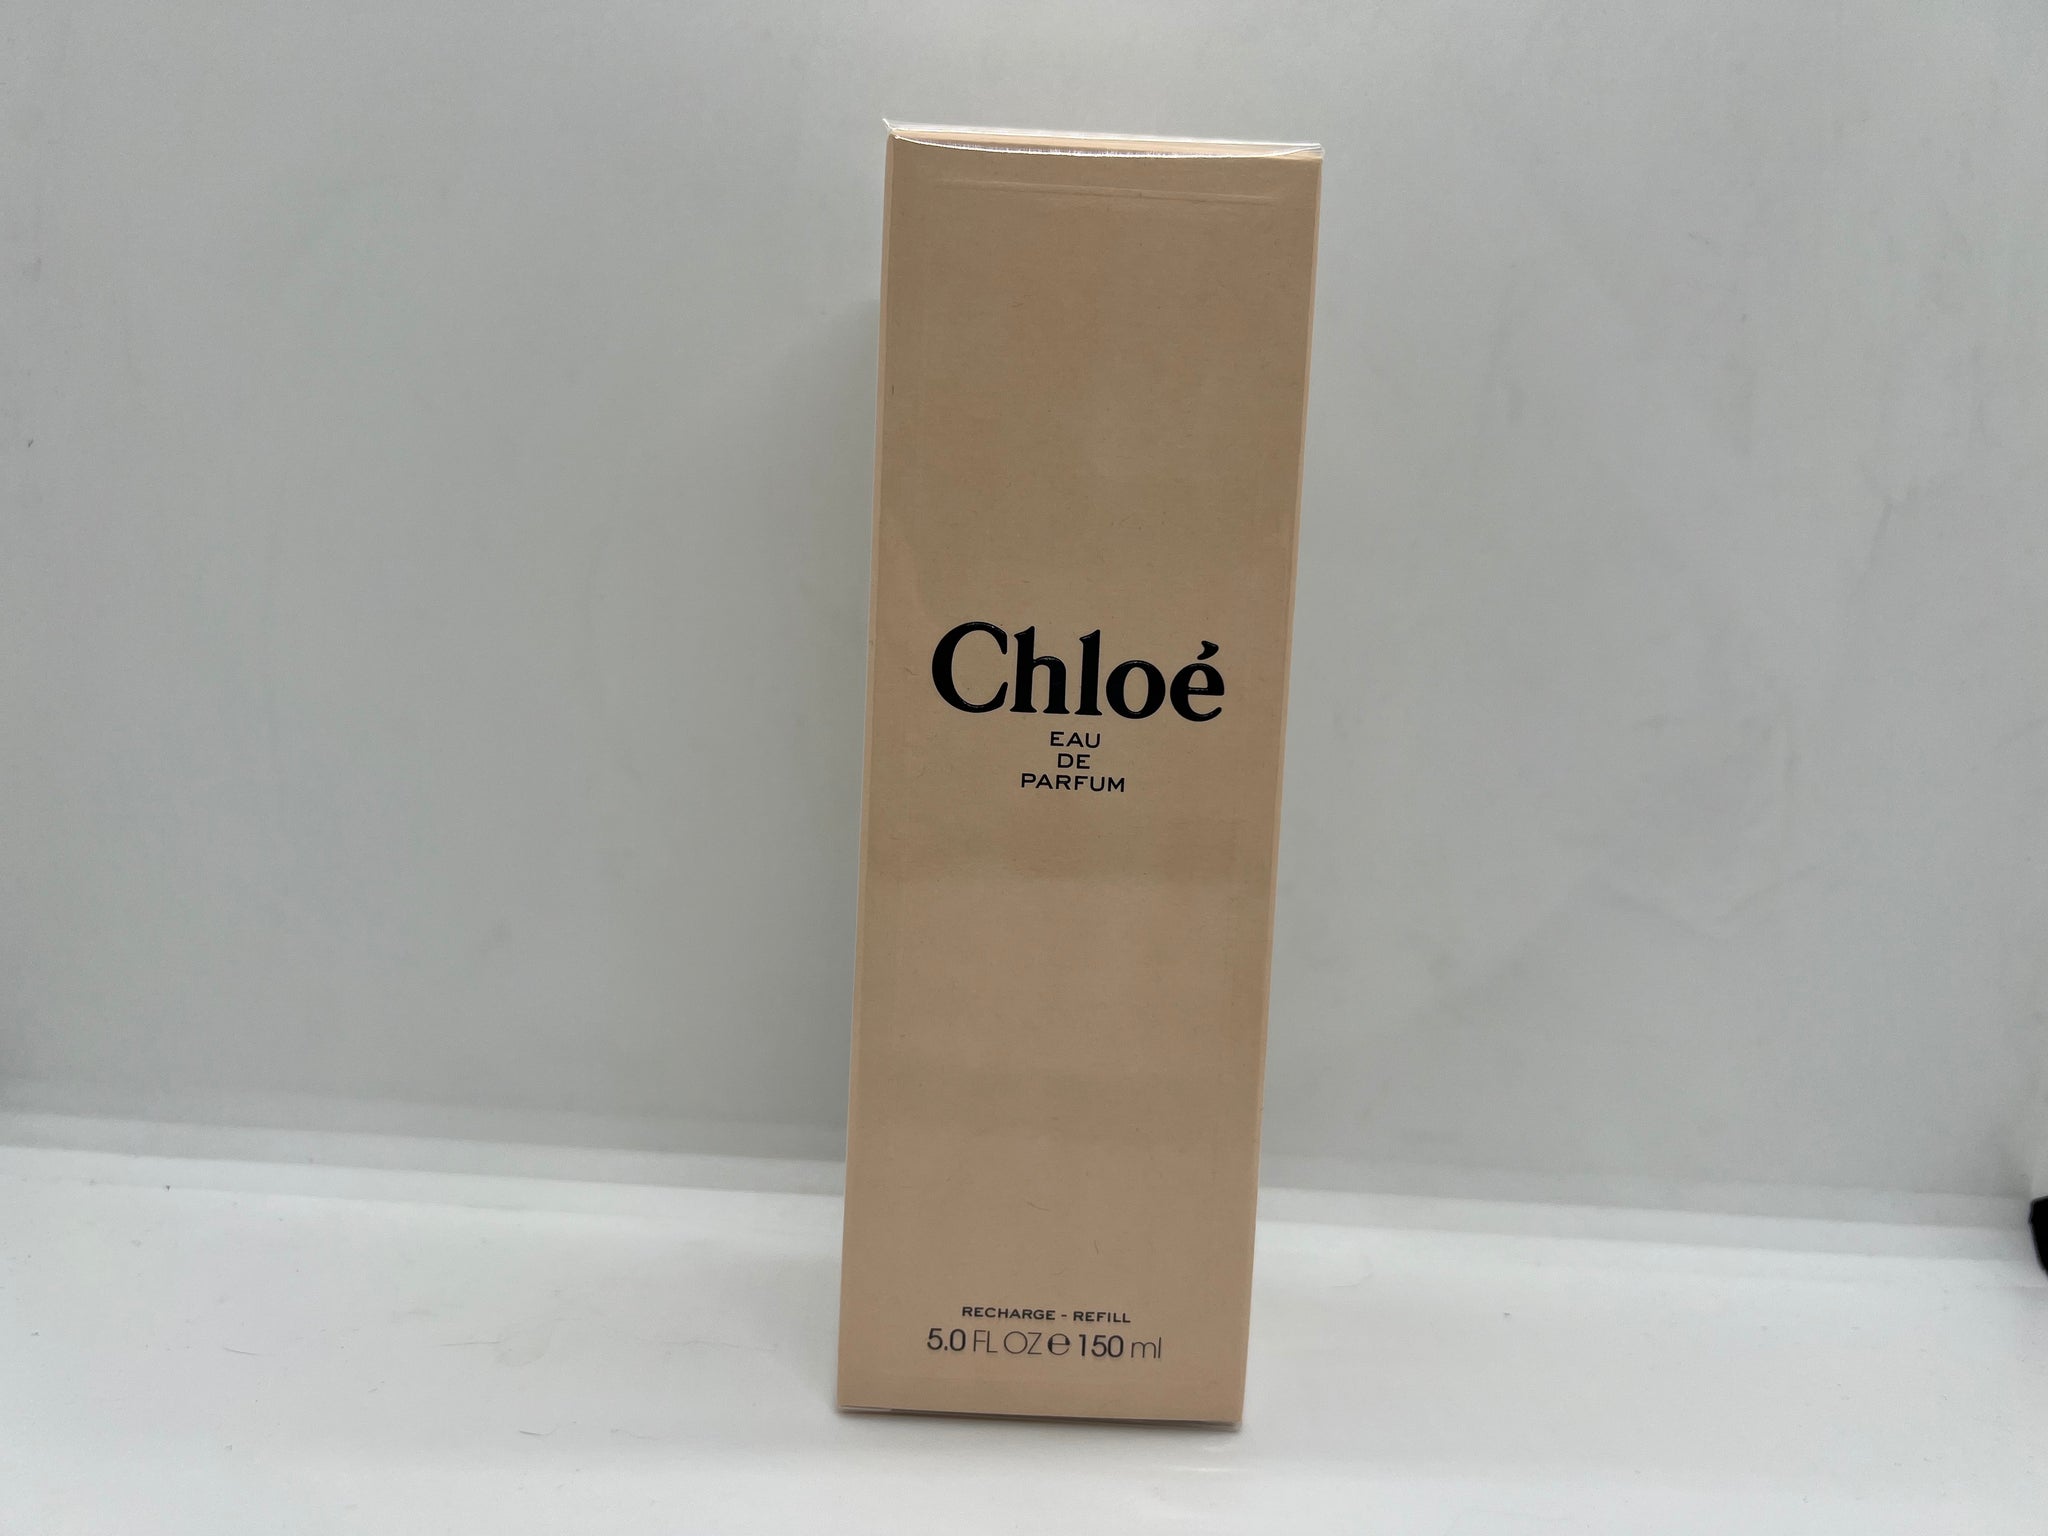 Chloé
EAU
DE
PARFUM
RECHARGE - REFILL
5.0 FL OZ ℮ 150 ml